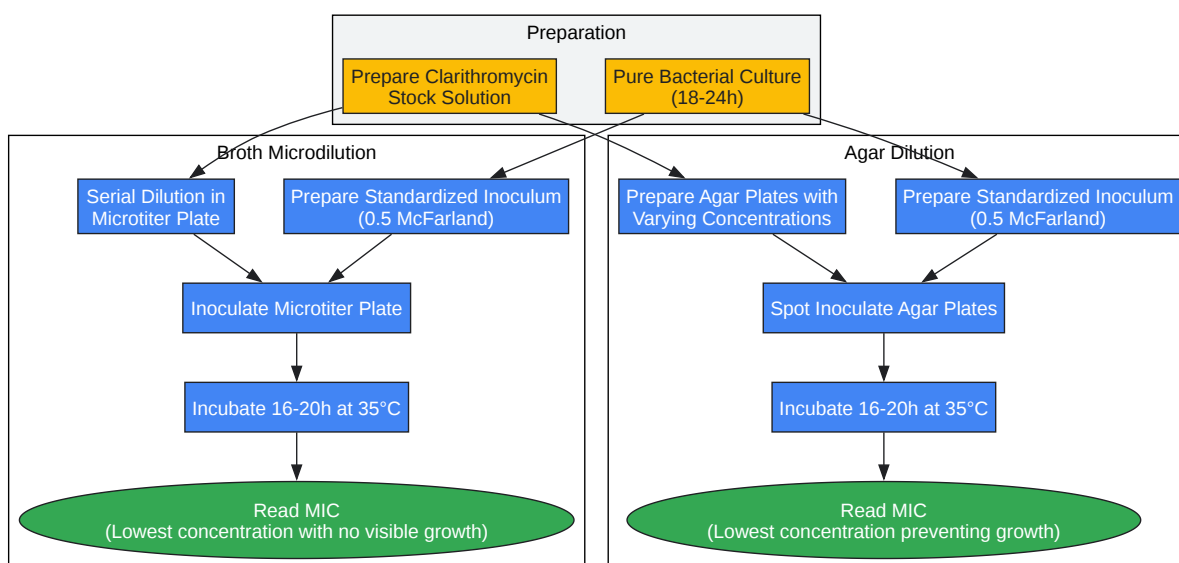 Preparation
Prepare Clarithromycin
Stock Solution
Pure Bacterial Culture
(18-24h)
Broth Microdilution
Serial Dilution in
Microtiter Plate
Prepare Standardized Inoculum
(0.5 McFarland)
Inoculate Microtiter Plate
Incubate 16-20h at 35°C
Read MIC
(Lowest concentration with no visible growth)
Agar Dilution
Prepare Agar Plates with
Varying Concentrations
Prepare Standardized Inoculum
(0.5 McFarland)
Spot Inoculate Agar Plates
Incubate 16-20h at 35°C
Read MIC
(Lowest concentration preventing growth)